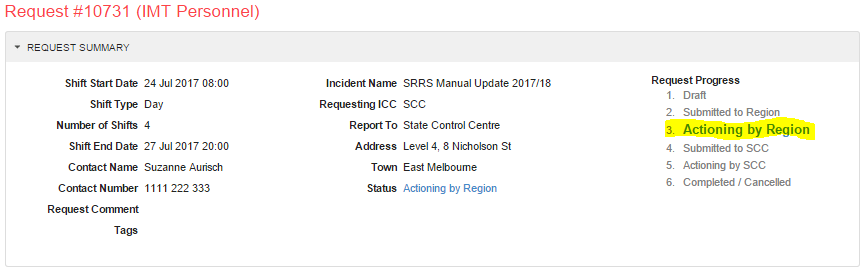 Request #10731 (IMT Personnel)
REQUEST SUMMARY
Shift Start Date 24 Jul 2017 08:00
Shift Type Day
Number of Shifts 4
Shift End Date 27 Jul 2017 20:00
Contact Name Suzanne Aurisch
Contact Number 1111 222 333
Request Comment
Tags
Incident Name SRRS Manual Update 2017/18
Requesting ICC SCC
Report To State Control Centre
Address Level 4, 8 Nicholson St
Town East Melbourne
Status Actioning by Region
Request Progress
1. Draft
2. Submitted to Region
3. Actioning by Region
4. Submitted to SCC
5. Actioning by SCC
6. Completed / Cancelled